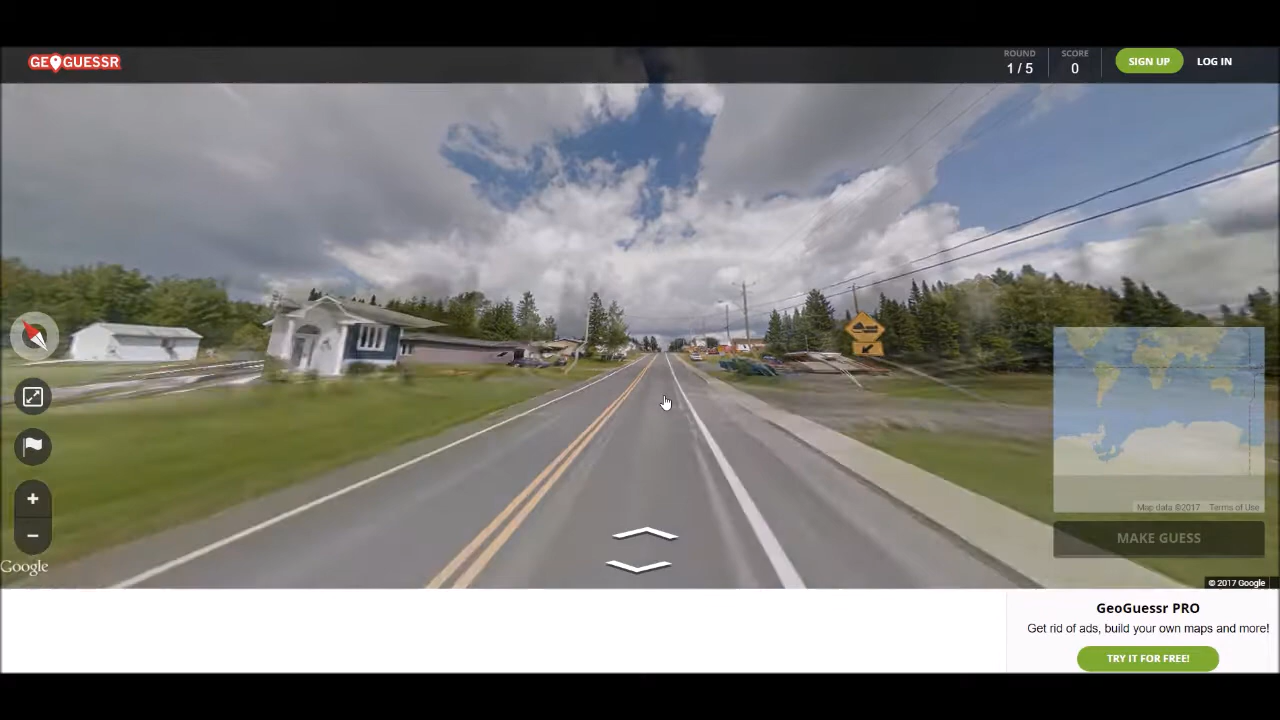 GEOGUESSR
ROUND
1 / 5
SCORE
0
SIGN UP
LOG IN
+
−
Google
Map data ©2017 Terms of Use
MAKE GUESS
© 2017 Google
GeoGuessr PRO
Get rid of ads, build your own maps and more!
TRY IT FOR FREE!